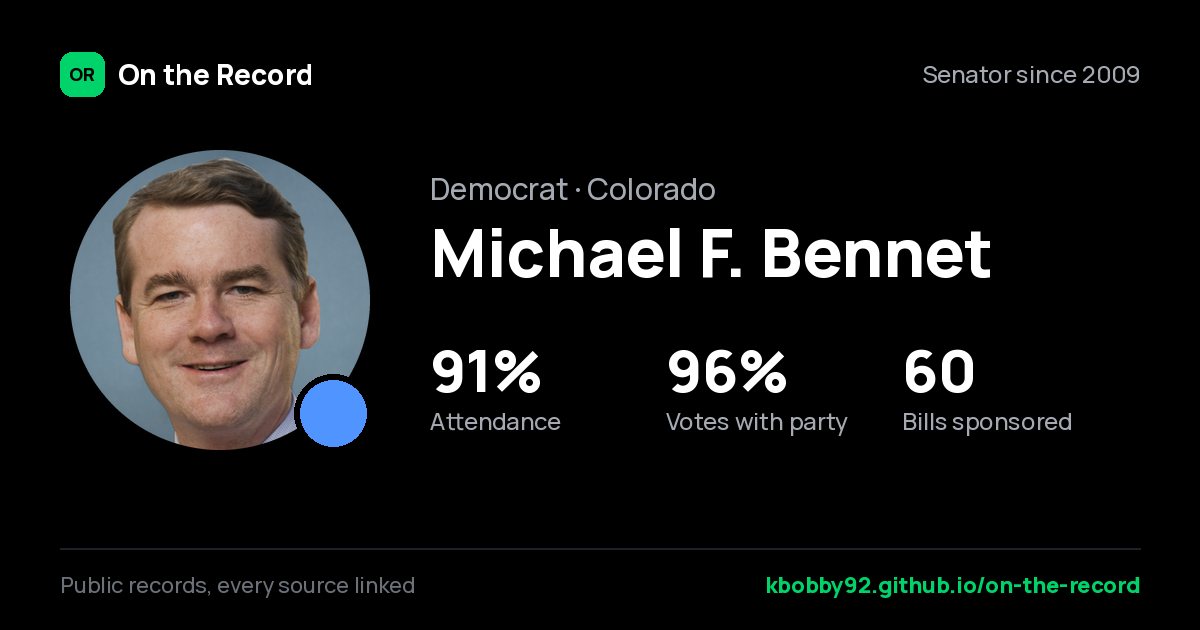 OR On the Record
Senator since 2009
Democrat · Colorado
Michael F. Bennet
91% 96% 60
Attendance Votes with party Bills sponsored
Public records, every source linked
kbobby92.github.io/on-the-record